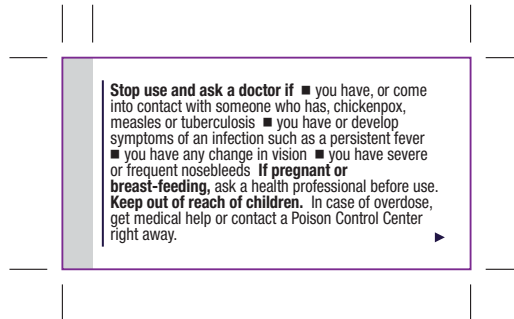 Stop use and ask a doctor if ■ you have, or come
into contact with someone who has, chickenpox,
measles or tuberculosis ■ you have or develop
symptoms of an infection such as a persistent fever
■ you have any change in vision ■ you have severe
or frequent nosebleeds If pregnant or
breast-feeding, ask a health professional before use.
Keep out of reach of children. In case of overdose,
get medical help or contact a Poison Control Center
right away.